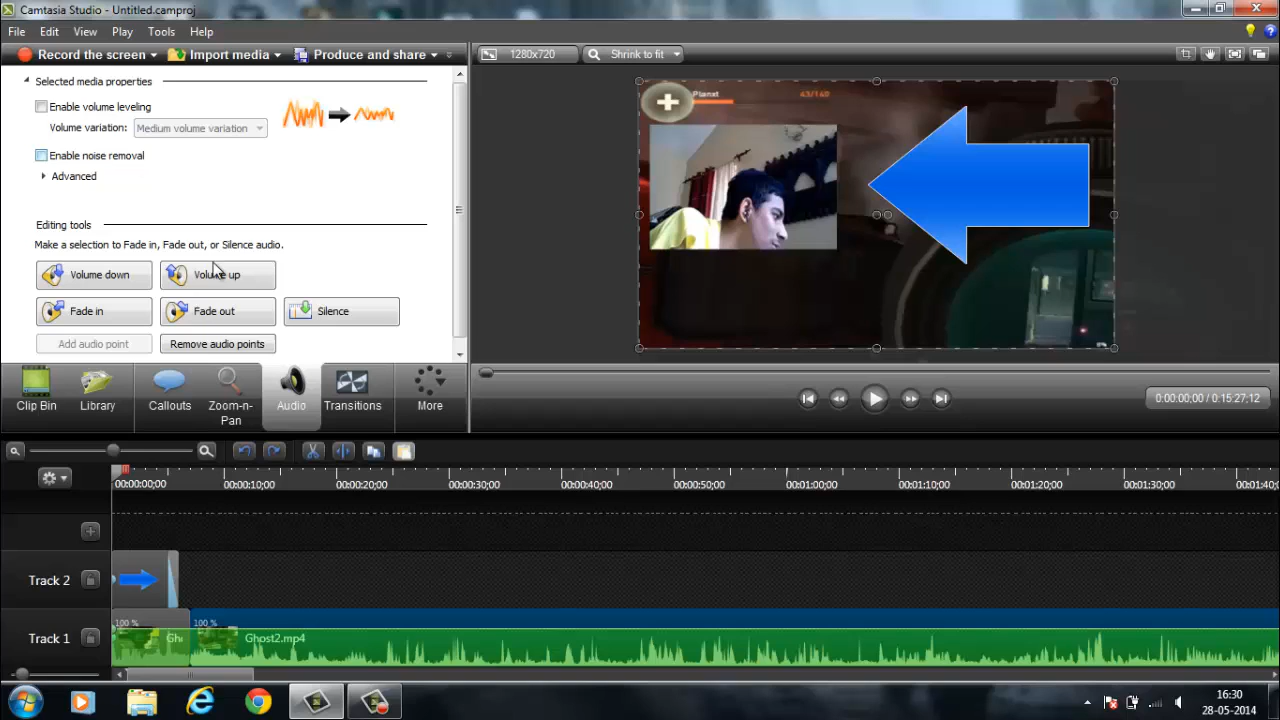 Camtasia Studio - Untitled.camproj
File Edit View Play Tools Help
Record the screen Import media Produce and share
1280x720 Shrink to fit
Selected media properties
Enable volume leveling
Volume variation: Medium volume variation
Enable noise removal
Advanced
Planxt 43/140
Editing tools
Make a selection to Fade in, Fade out, or Silence audio.
Volume down Volume up
Fade in Fade out Silence
Add audio point Remove audio points
Clip Bin Library Callouts Zoom-n-Pan Audio Transitions More
0:00:00;00 / 0:15:27;12
00:00:00;00 00:00:10;00 00:00:20;00 00:00:30;00 00:00:40;00 00:00:50;00 00:01:00;00 00:01:10;00 00:01:20;00 00:01:30;00 00:01:40;
Track 2
100 % 100 %
Track 1 Gh Ghost2.mp4
16:30
28-05-2014